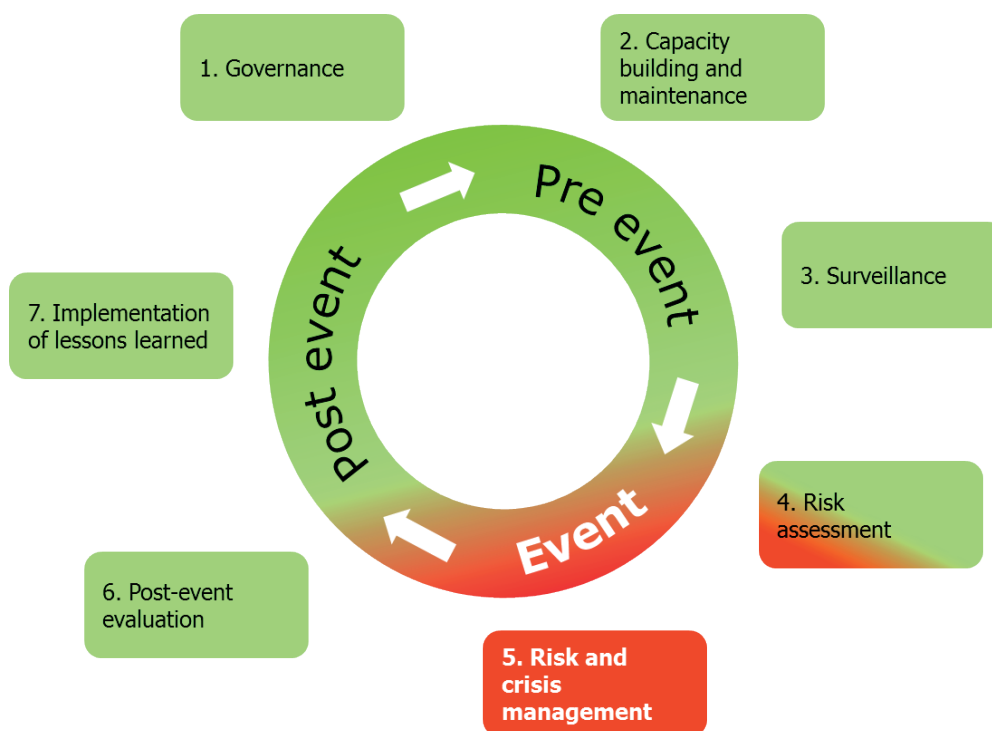 1. Governance
2. Capacity
building and
maintenance
Pre event
3. Surveillance
Post event
7. Implementation
of lessons learned
4. Risk
assessment
Event
6. Post-event
evaluation
5. Risk and
crisis
management